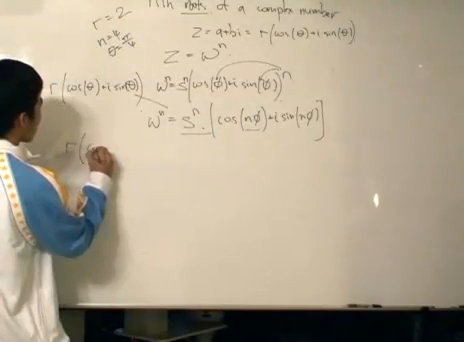 r=2
nth roots of a complex number
n=4
θ=π/4
z=a+bi=r(cos(θ)+i sin(θ))
z=wⁿ
r(cos(θ)+i sin(θ)) wⁿ=sⁿ(cos(φ)+i sin(φ))ⁿ
wⁿ=sⁿ.[cos(nφ)+i sin(nφ)]
r(